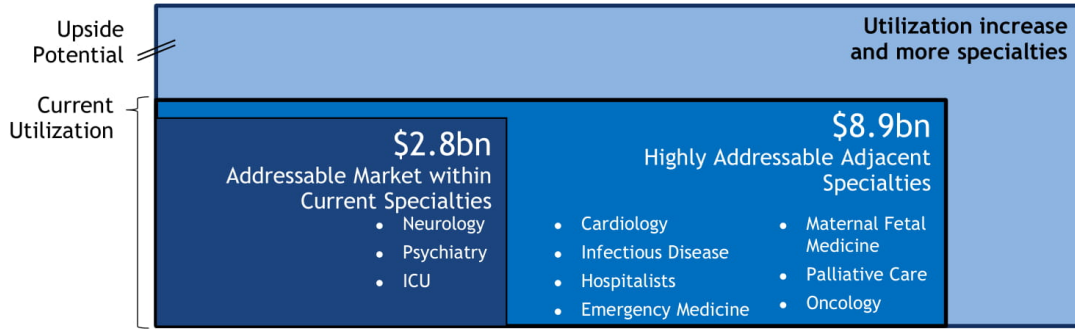 Upside
Potential
Utilization increase
and more specialties
Current
Utilization
$2.8bn
Addressable Market within
Current Specialties
• Neurology
• Psychiatry
• ICU
$8.9bn
Highly Addressable Adjacent
Specialties
• Cardiology
• Infectious Disease
• Hospitalists
• Emergency Medicine
• Maternal Fetal
Medicine
• Palliative Care
• Oncology